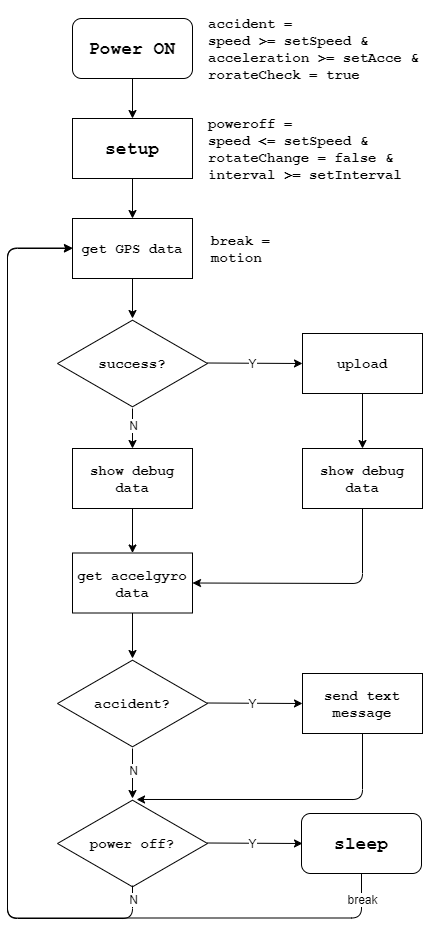 Power ON
accident =
speed >= setSpeed &
acceleration >= setAcce &
rorateCheck = true
setup
poweroff =
speed <= setSpeed &
rotateChange = false &
interval >= setInterval
get GPS data
break =
motion
success?
Y
upload
N
show debug
data
show debug
data
get accelgyro
data
accident?
Y
send text
message
N
power off?
Y
sleep
N
break